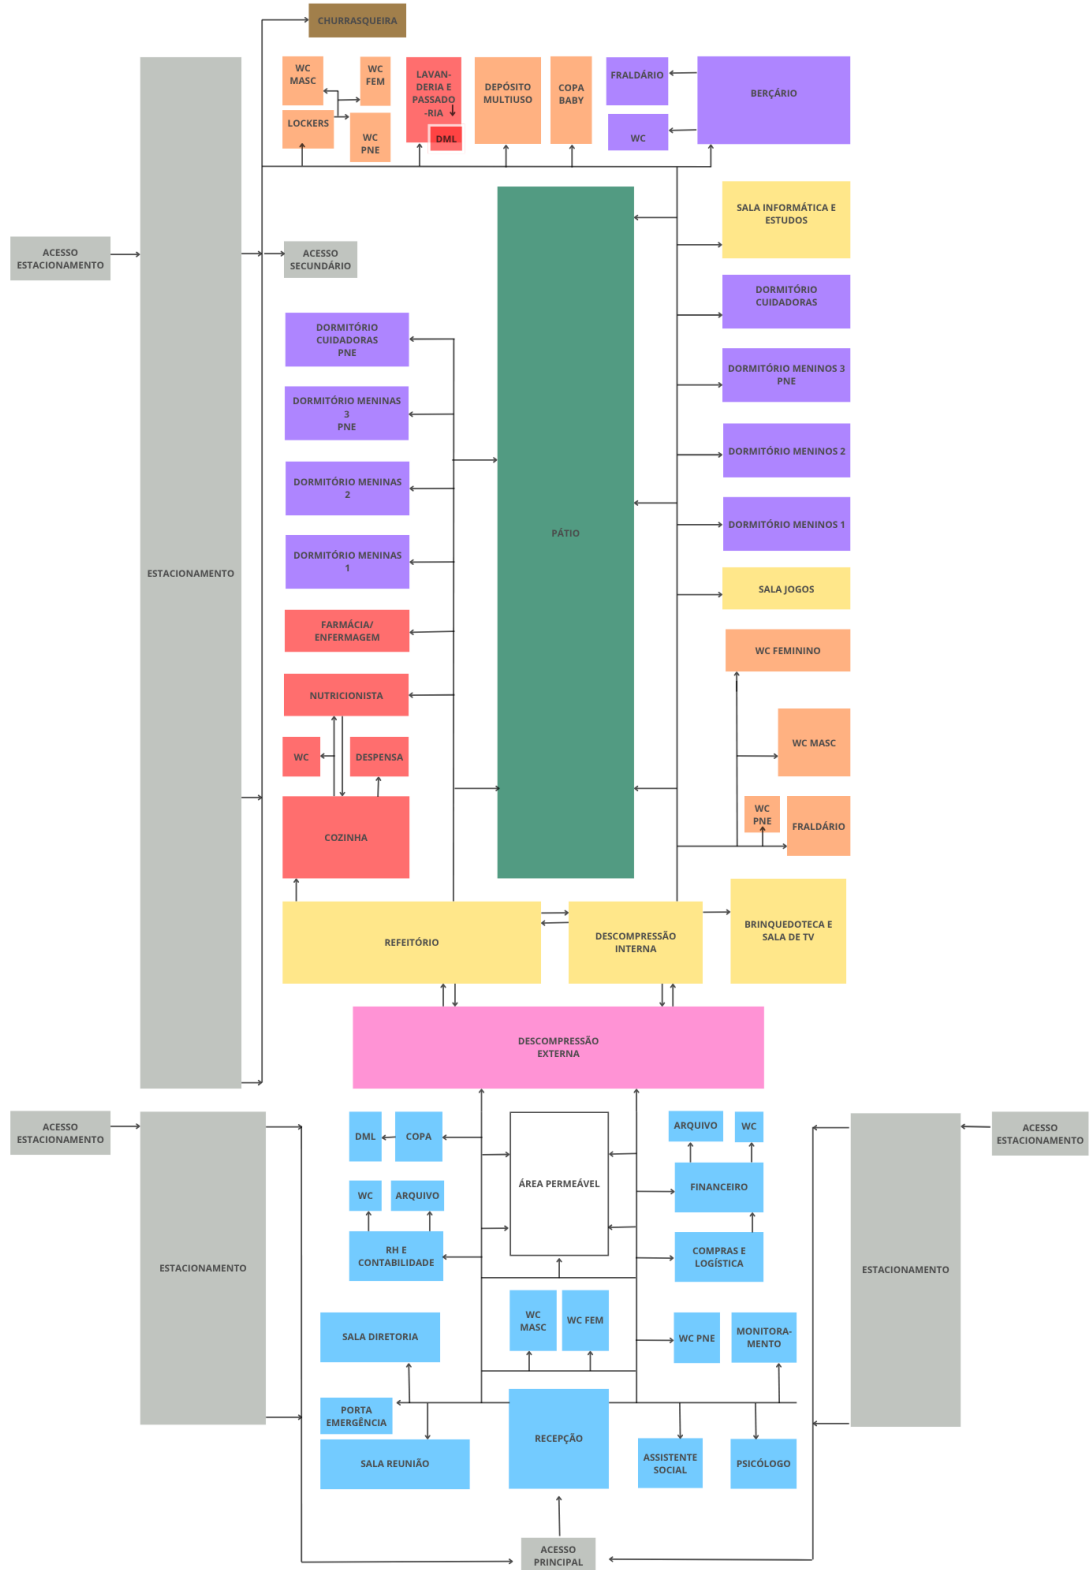 CHURRASQUEIRA
WC
MASC
WC
FEM
LOCKERS
WC
PNE
LAVAN-
DERIA E
PASSADO
-RIA
DML
DEPÓSITO
MULTIUSO
COPA
BABY
FRALDÁRIO
WC
BERÇÁRIO
SALA INFORMÁTICA E
ESTUDOS
ACESSO
ESTACIONAMENTO
ACESSO
SECUNDÁRIO
DORMITÓRIO
CUIDADORAS
DORMITÓRIO
CUIDADORAS
PNE
DORMITÓRIO MENINOS 3
PNE
DORMITÓRIO MENINAS
3
PNE
DORMITÓRIO MENINOS 2
DORMITÓRIO MENINAS
2
DORMITÓRIO MENINOS 1
PÁTIO
DORMITÓRIO MENINAS
1
ESTACIONAMENTO
SALA JOGOS
FARMÁCIA/
ENFERMAGEM
WC FEMININO
NUTRICIONISTA
WC
DESPENSA
WC MASC
COZINHA
WC
PNE
FRALDÁRIO
REFEITÓRIO
DESCOMPRESSÃO
INTERNA
BRINQUEDOTECA E
SALA DE TV
DESCOMPRESSÃO
EXTERNA
ACESSO
ESTACIONAMENTO
DML
COPA
ARQUIVO
WC
ACESSO
ESTACIONAMENTO
ÁREA PERMEÁVEL
FINANCEIRO
WC
ARQUIVO
RH E
CONTABILIDADE
COMPRAS E
LOGÍSTICA
ESTACIONAMENTO
ESTACIONAMENTO
WC
MASC
WC FEM
SALA DIRETORIA
WC PNE
MONITORA-
MENTO
PORTA
EMERGÊNCIA
RECEPÇÃO
SALA REUNIÃO
ASSISTENTE
SOCIAL
PSICÓLOGO
ACESSO
PRINCIPAL